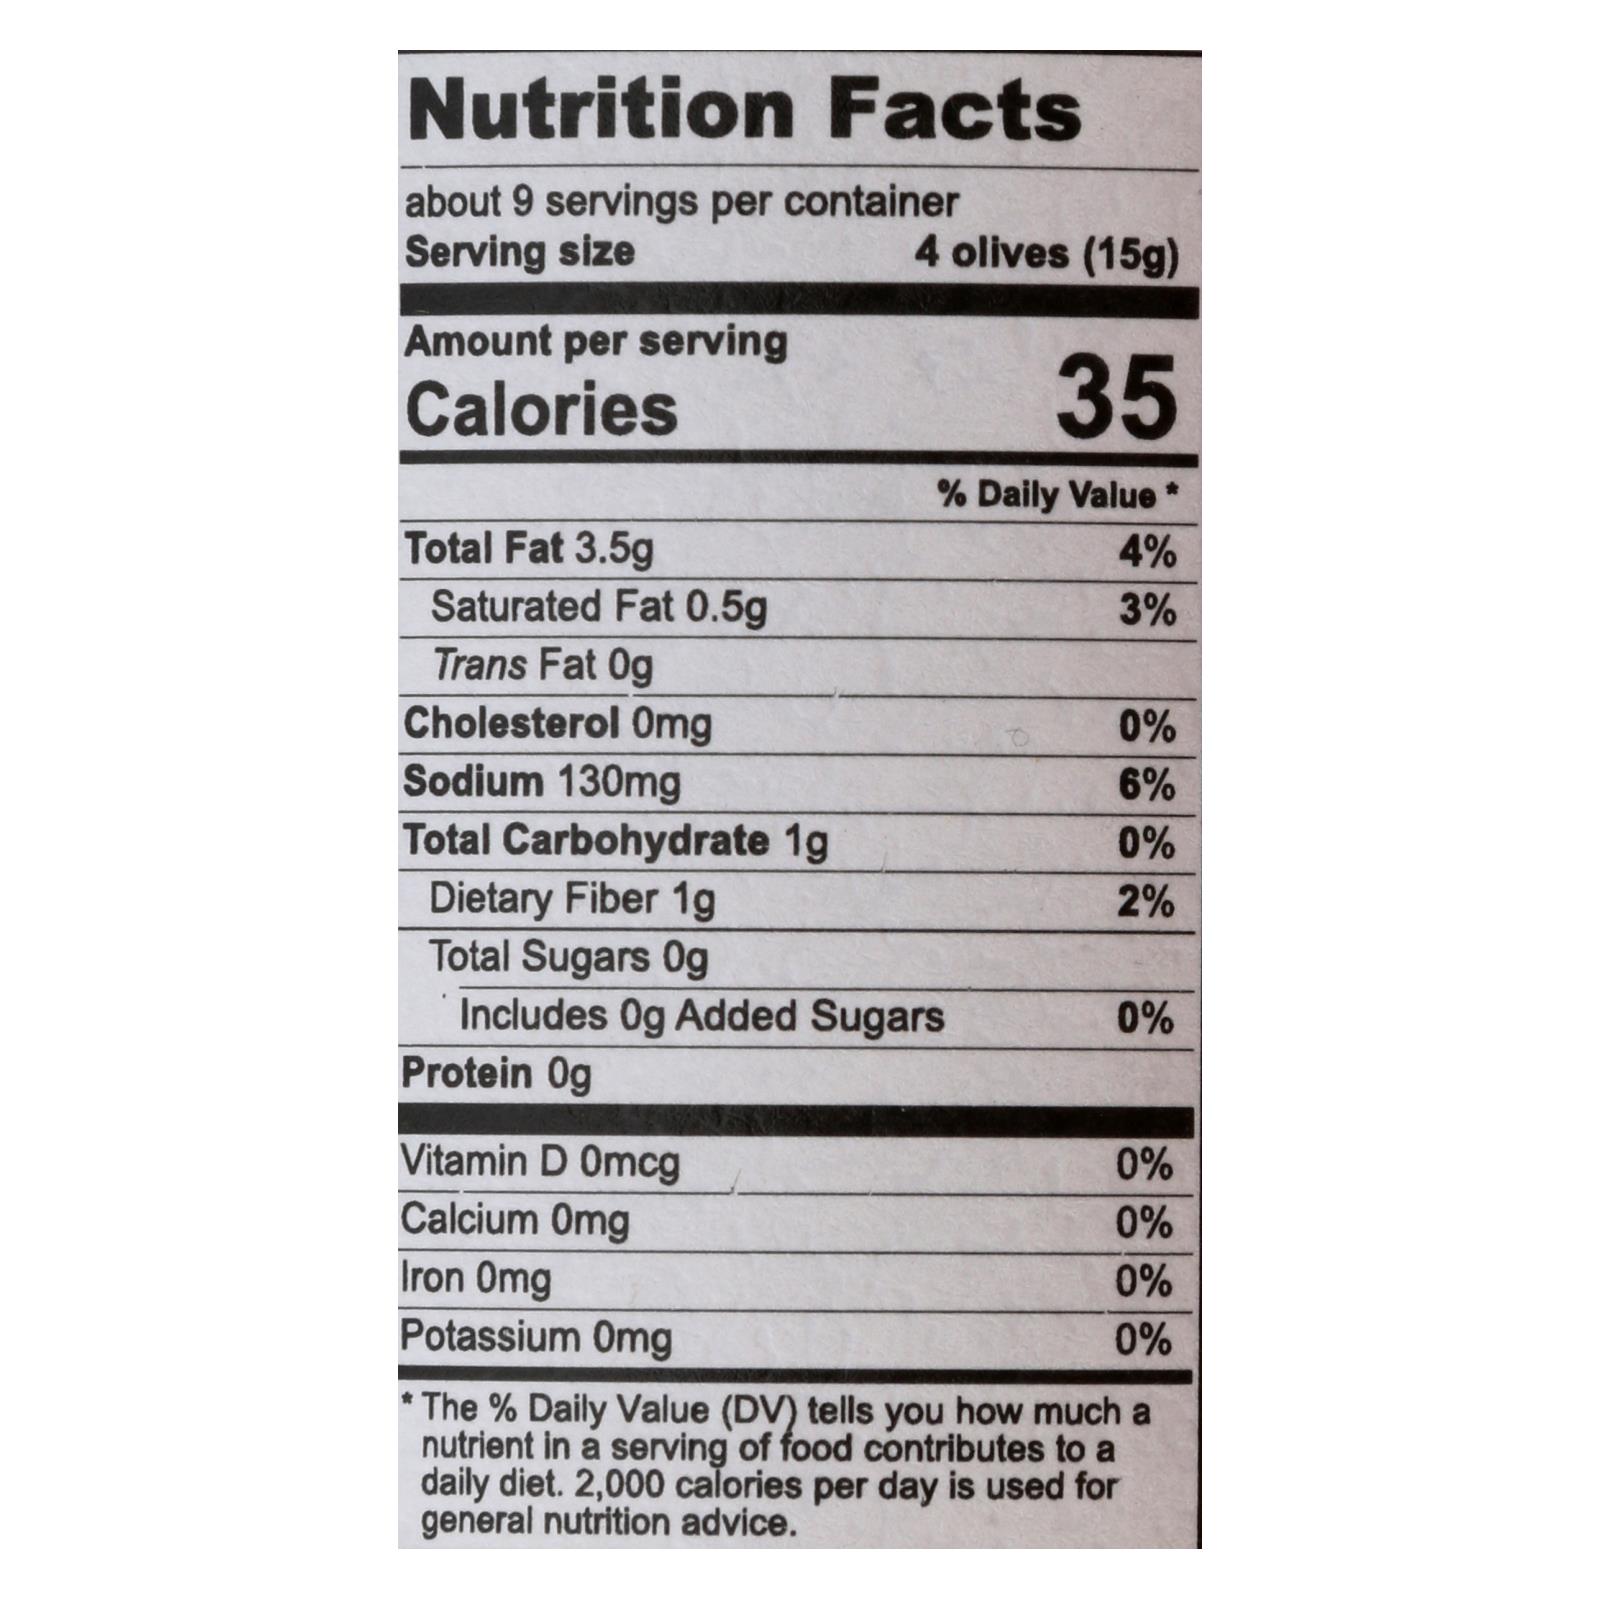 Nutrition Facts
about 9 servings per container
Serving size 4 olives (15g)
Amount per serving
Calories 35
% Daily Value *
Total Fat 3.5g 4%
Saturated Fat 0.5g 3%
Trans Fat 0g
Cholesterol 0mg 0%
Sodium 130mg 6%
Total Carbohydrate 1g 0%
Dietary Fiber 1g 2%
Total Sugars 0g
Includes 0g Added Sugars 0%
Protein 0g
Vitamin D 0mcg 0%
Calcium 0mg 0%
Iron 0mg 0%
Potassium 0mg 0%
* The % Daily Value (DV) tells you how much a
nutrient in a serving of food contributes to a
daily diet. 2,000 calories per day is used for
general nutrition advice.